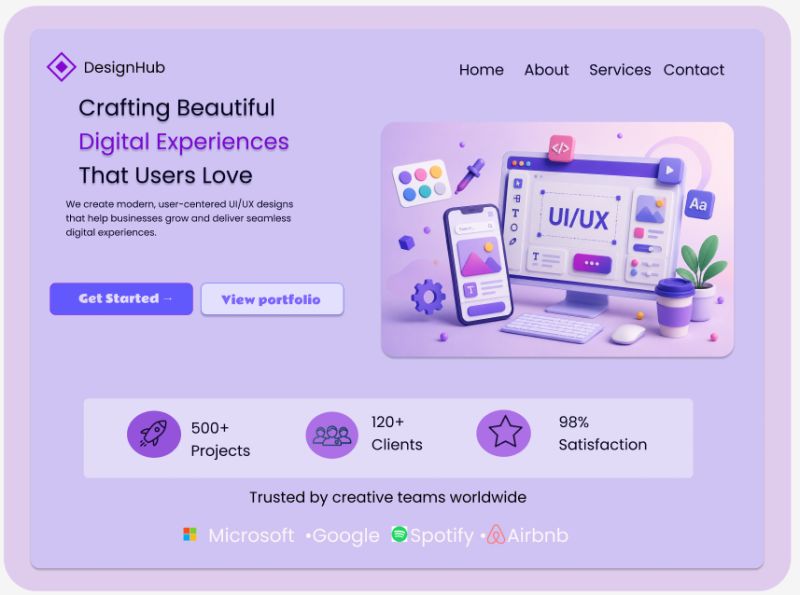 DesignHub
Home About Services Contact
Crafting Beautiful
Digital Experiences
That Users Love
We create modern, user-centered UI/UX designs
that help businesses grow and deliver seamless
digital experiences.
Get Started →
View portfolio
</>
Aa
T
UI/UX
T
T
500+
Projects
120+
Clients
98%
Satisfaction
Trusted by creative teams worldwide
Microsoft •Google Spotify •Airbnb